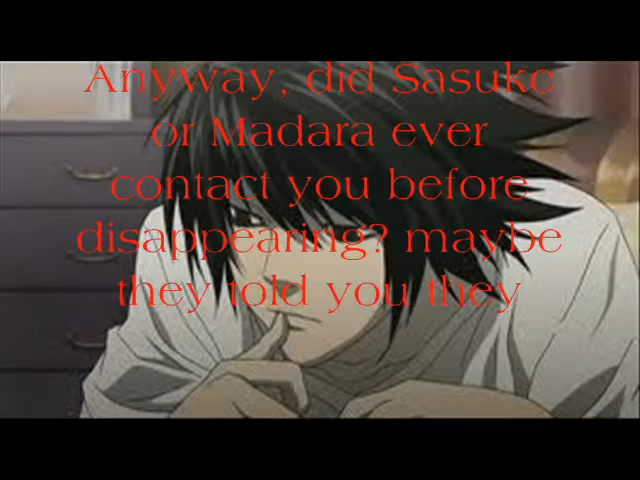 Anyway, did Sasuke
or Madara ever
contact you before
disappearing? maybe
they told you they